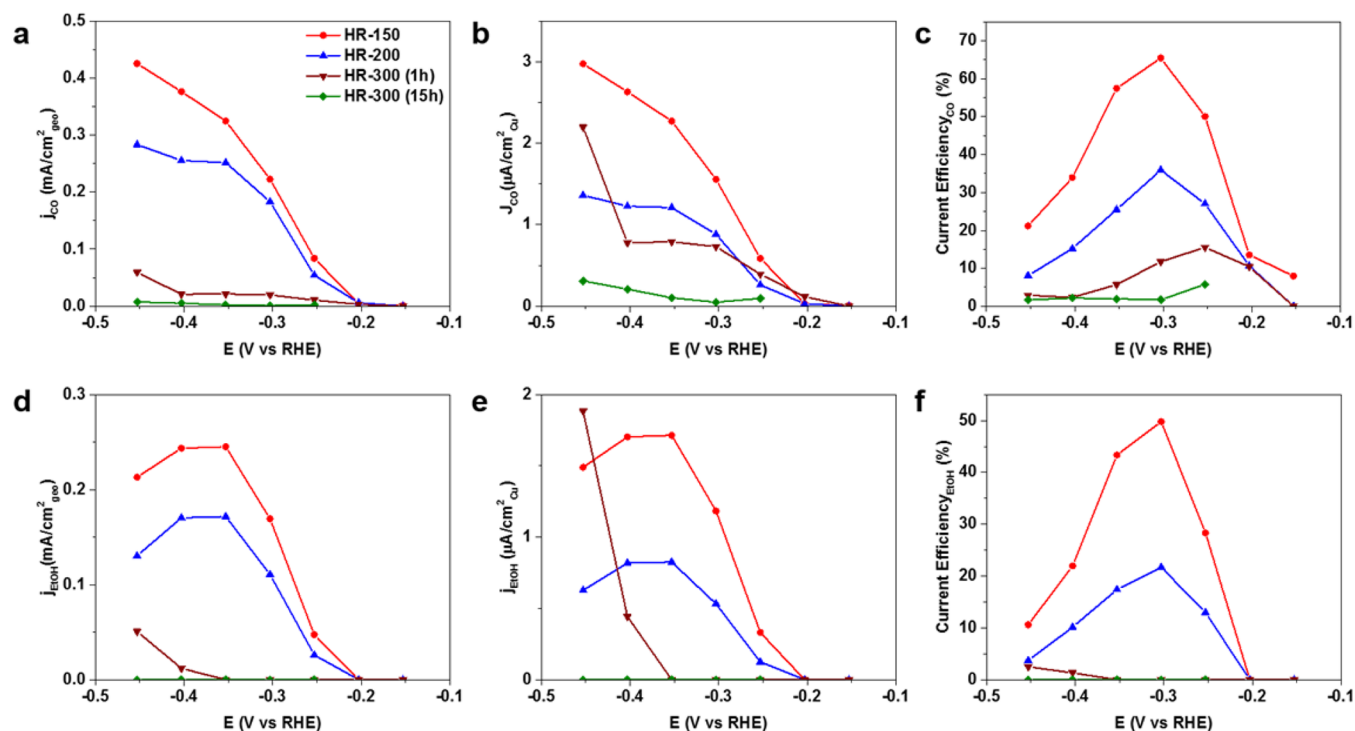 a
0.5
0.4
0.3
0.2
0.1
0.0
-0.5 -0.4 -0.3 -0.2 -0.1
jCO (mA/cm²geo)
E (V vs RHE)
HR-150
HR-200
HR-300 (1h)
HR-300 (15h)
b
3
2
1
0
-0.5 -0.4 -0.3 -0.2 -0.1
JCO(µA/cm²Cu)
E (V vs RHE)
c
70
60
50
40
30
20
10
0
-0.5 -0.4 -0.3 -0.2 -0.1
Current EfficiencyCO (%)
E (V vs RHE)
d
0.3
0.2
0.1
0.0
-0.5 -0.4 -0.3 -0.2 -0.1
jEtOH(mA/cm²geo)
E (V vs RHE)
e
2
1
0
-0.5 -0.4 -0.3 -0.2 -0.1
jEtOH (µA/cm²Cu)
E (V vs RHE)
f
50
40
30
20
10
0
-0.5 -0.4 -0.3 -0.2 -0.1
Current EfficiencyEtOH (%)
E (V vs RHE)